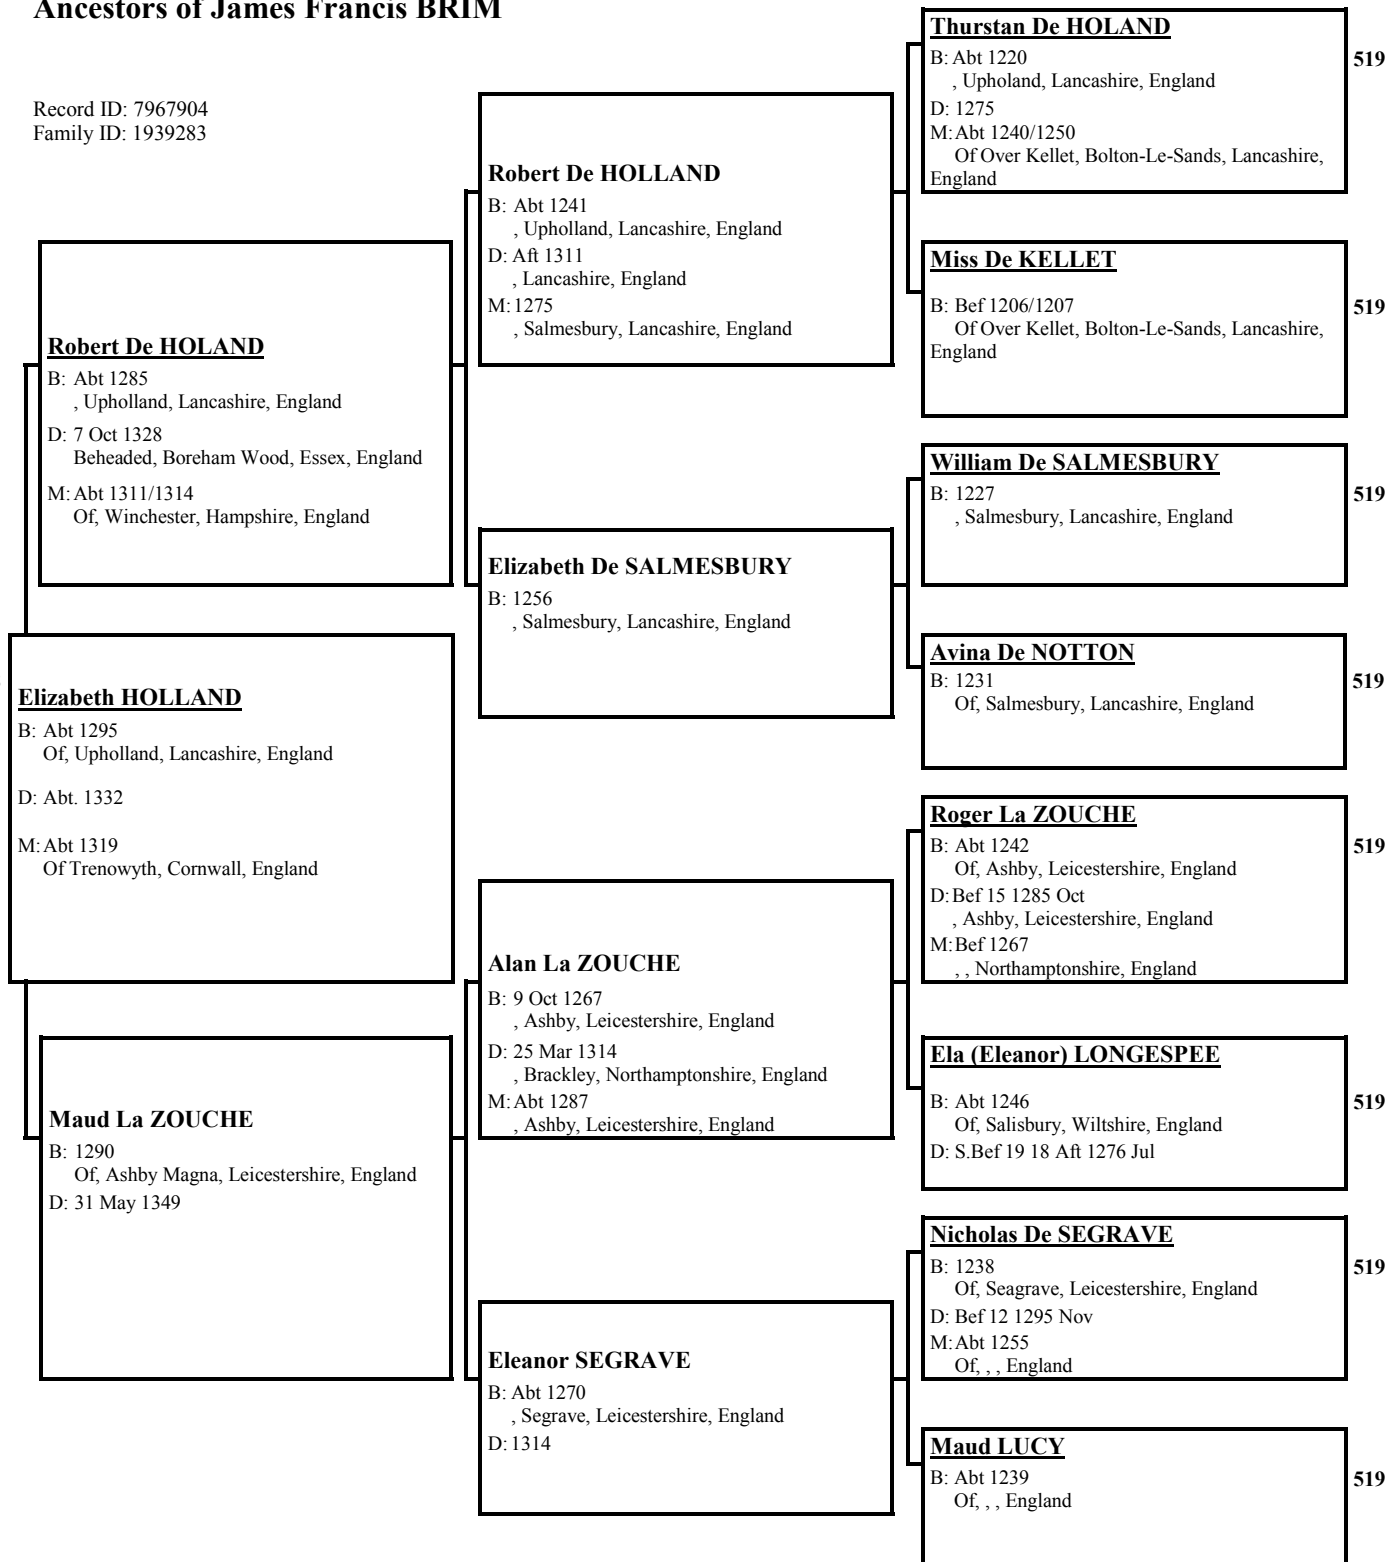 Ancestors of James Francis BRIM
Record ID: 7967904
Family ID: 1939283
Elizabeth HOLLAND
B: Abt 1295
Of, Upholland, Lancashire, England
D: Abt. 1332
M: Abt 1319
Of Trenowyth, Cornwall, England
Robert De HOLAND
B: Abt 1285
, Upholland, Lancashire, England
D: 7 Oct 1328
Beheaded, Boreham Wood, Essex, England
M: Abt 1311/1314
Of, Winchester, Hampshire, England
Maud La ZOUCHE
B: 1290
Of, Ashby Magna, Leicestershire, England
D: 31 May 1349
Robert De HOLLAND
B: Abt 1241
, Upholland, Lancashire, England
D: Aft 1311
, Lancashire, England
M: 1275
, Salmesbury, Lancashire, England
Elizabeth De SALMESBURY
B: 1256
, Salmesbury, Lancashire, England
Alan La ZOUCHE
B: 9 Oct 1267
, Ashby, Leicestershire, England
D: 25 Mar 1314
, Brackley, Northamptonshire, England
M: Abt 1287
, Ashby, Leicestershire, England
Eleanor SEGRAVE
B: Abt 1270
, Segrave, Leicestershire, England
D: 1314
Thurstan De HOLAND
B: Abt 1220
, Upholand, Lancashire, England
D: 1275
M: Abt 1240/1250
Of Over Kellet, Bolton-Le-Sands, Lancashire,
England
519
Miss De KELLET
B: Bef 1206/1207
Of Over Kellet, Bolton-Le-Sands, Lancashire,
England
519
William De SALMESBURY
B: 1227
, Salmesbury, Lancashire, England
519
Avina De NOTTON
B: 1231
Of, Salmesbury, Lancashire, England
519
Roger La ZOUCHE
B: Abt 1242
Of, Ashby, Leicestershire, England
D: Bef 15 1285 Oct
, Ashby, Leicestershire, England
M: Bef 1267
, , Northamptonshire, England
519
Ela (Eleanor) LONGESPEE
B: Abt 1246
Of, Salisbury, Wiltshire, England
D: S.Bef 19 18 Aft 1276 Jul
519
Nicholas De SEGRAVE
B: 1238
Of, Seagrave, Leicestershire, England
D: Bef 12 1295 Nov
M: Abt 1255
Of, , , England
519
Maud LUCY
B: Abt 1239
Of, , , England
519